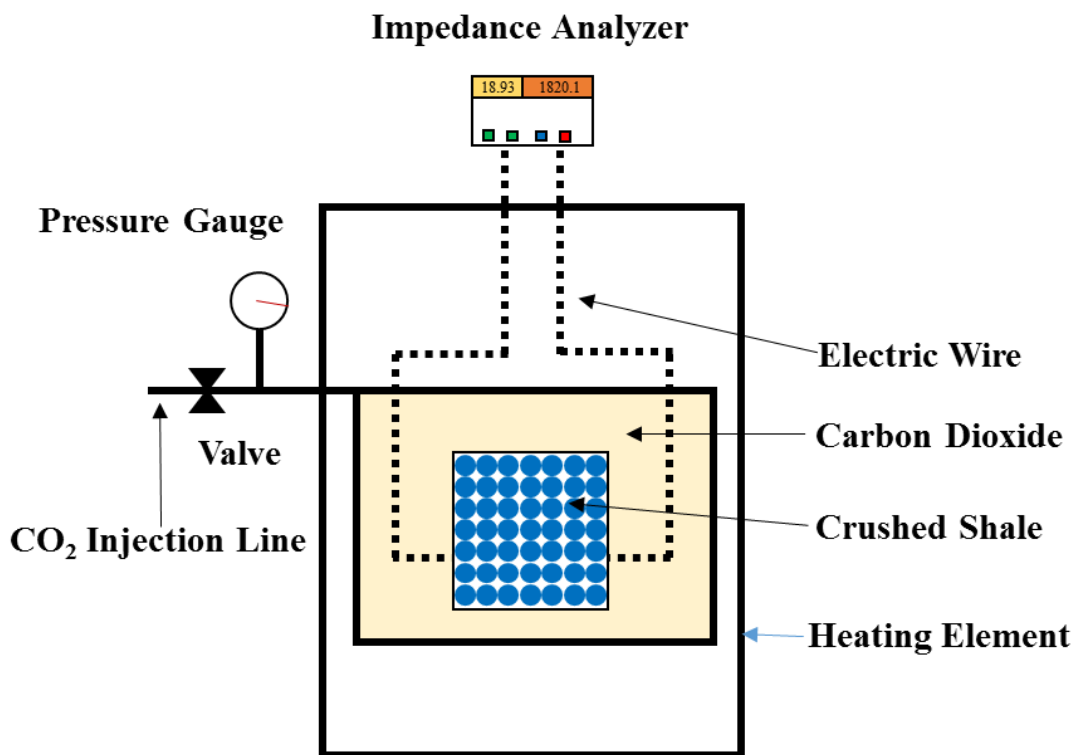 Impedance Analyzer
18.93 1820.1
Pressure Gauge
Electric Wire
Carbon Dioxide
Valve
Crushed Shale
CO₂ Injection Line
Heating Element